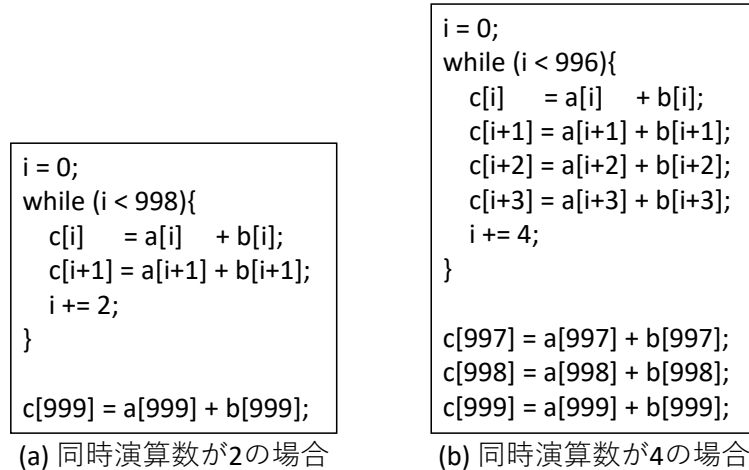 i = 0;
while (i < 998){
c[i] = a[i] + b[i];
c[i+1] = a[i+1] + b[i+1];
i += 2;
}
c[999] = a[999] + b[999];
(a) 同時演算数が2の場合
i = 0;
while (i < 996){
c[i] = a[i] + b[i];
c[i+1] = a[i+1] + b[i+1];
c[i+2] = a[i+2] + b[i+2];
c[i+3] = a[i+3] + b[i+3];
i += 4;
}
c[997] = a[997] + b[997];
c[998] = a[998] + b[998];
c[999] = a[999] + b[999];
(b) 同時演算数が4の場合